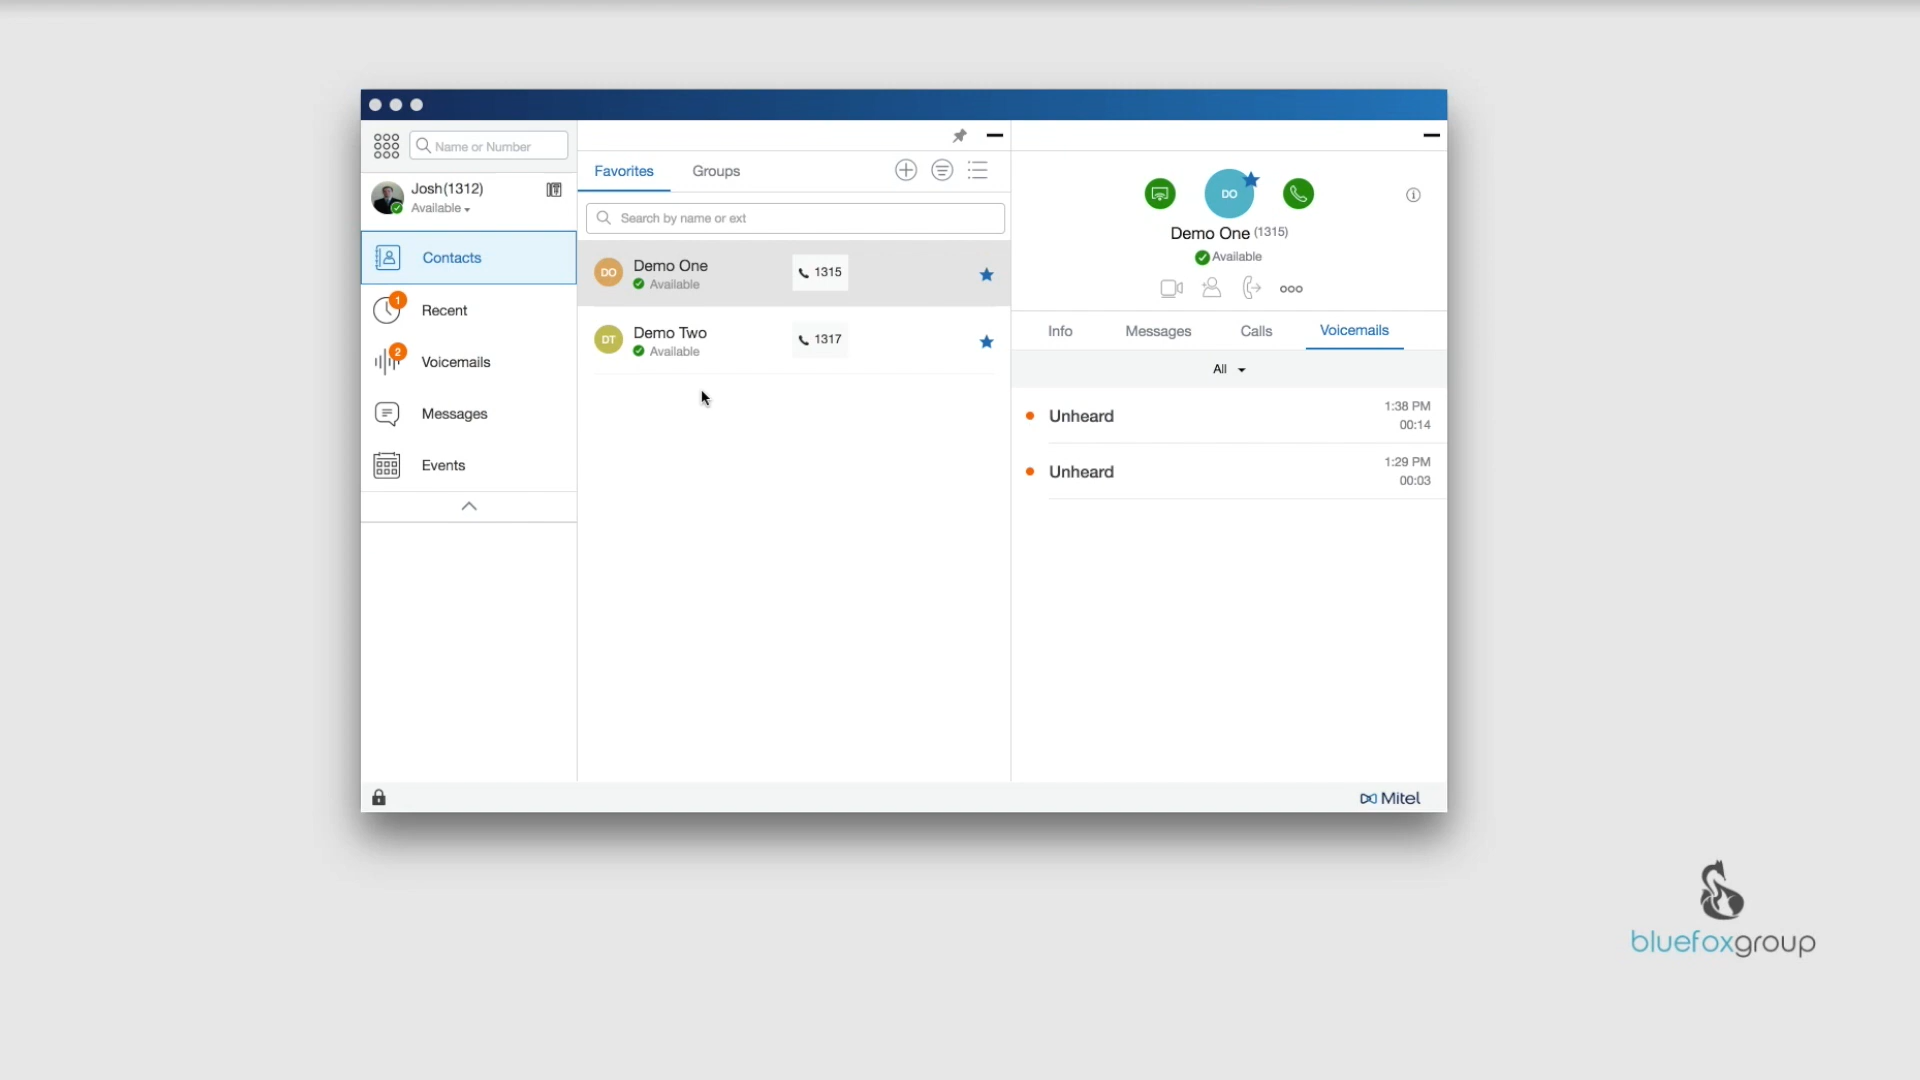 Name or Number
Josh(1312)
Available
Contacts
1
Recent
2
Voicemails
Messages
Events
Favorites
Groups
Search by name or ext
DO
Demo One
Available
1315
DT
Demo Two
Available
1317
DO
Demo One (1315)
Available
Info
Messages
Calls
Voicemails
All
Unheard
1:38 PM
00:14
Unheard
1:29 PM
00:03
Mitel
bluefoxgroup